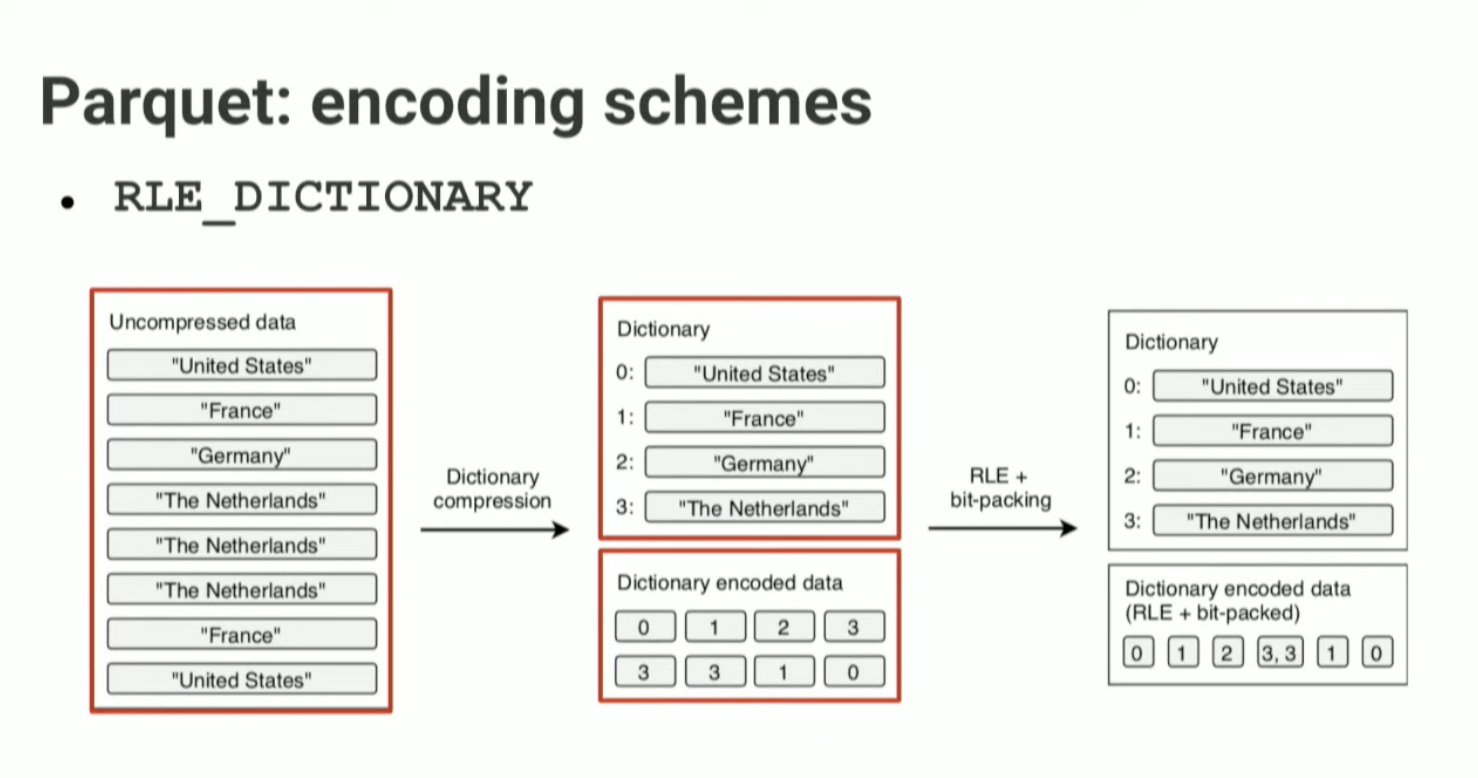 Parquet: encoding schemes
• RLE_DICTIONARY
Uncompressed data
"United States"
"France"
"Germany"
"The Netherlands"
"The Netherlands"
"The Netherlands"
"France"
"United States"
Dictionary
compression
Dictionary
0: "United States"
1: "France"
2: "Germany"
3: "The Netherlands"
Dictionary encoded data
0 1 2 3
3 3 1 0
RLE +
bit-packing
Dictionary
0: "United States"
1: "France"
2: "Germany"
3: "The Netherlands"
Dictionary encoded data
(RLE + bit-packed)
0 1 2 3, 3 1 0